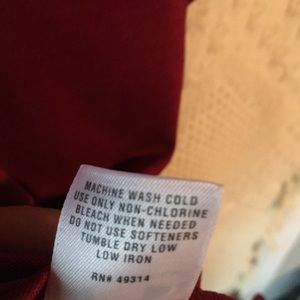 MACHINE WASH COLD
USE ONLY NON-CHLORINE
BLEACH WHEN NEEDED
DO NOT USE SOFTENERS
TUMBLE DRY LOW
LOW IRON
RN# 49314